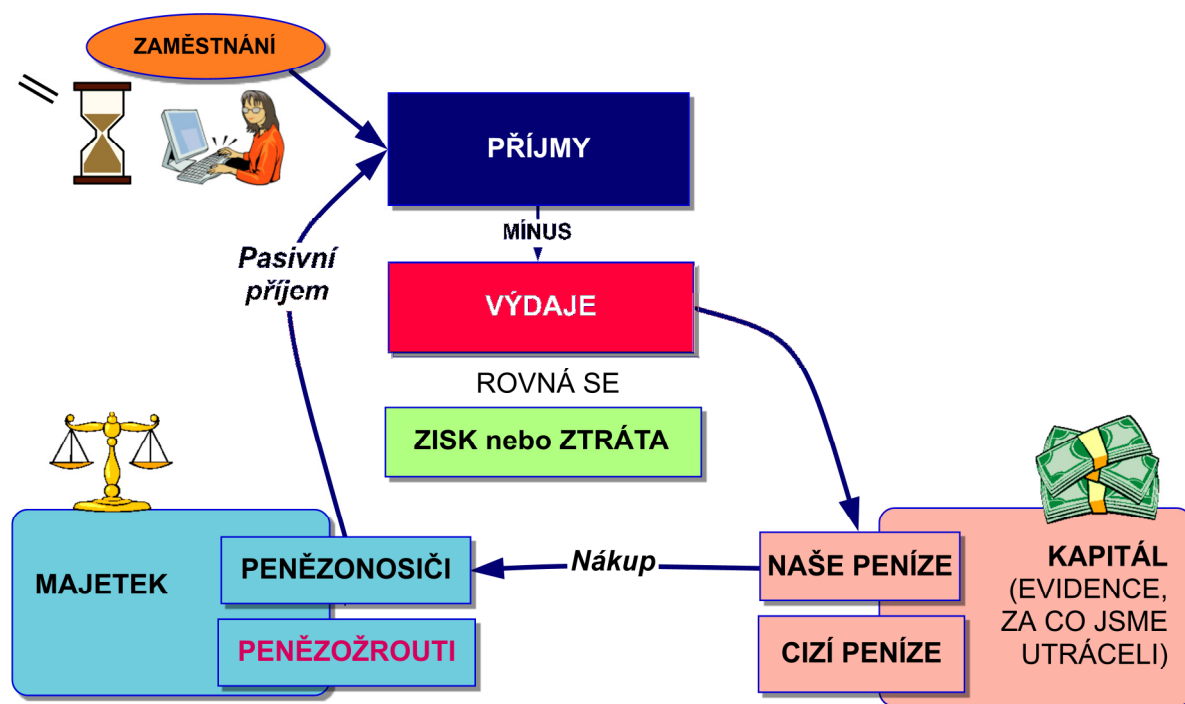 ZAMĚSTNÁNÍ
PŘÍJMY
MÍNUS
Pasivní
příjem
VÝDAJE
ROVNÁ SE
ZISK nebo ZTRÁTA
MAJETEK
PENĚZONOSIČI
PENĚZOŽROUTI
Nákup
NAŠE PENÍZE
CIZÍ PENÍZE
KAPITÁL
(EVIDENCE,
ZA CO JSME
UTRÁCELI)